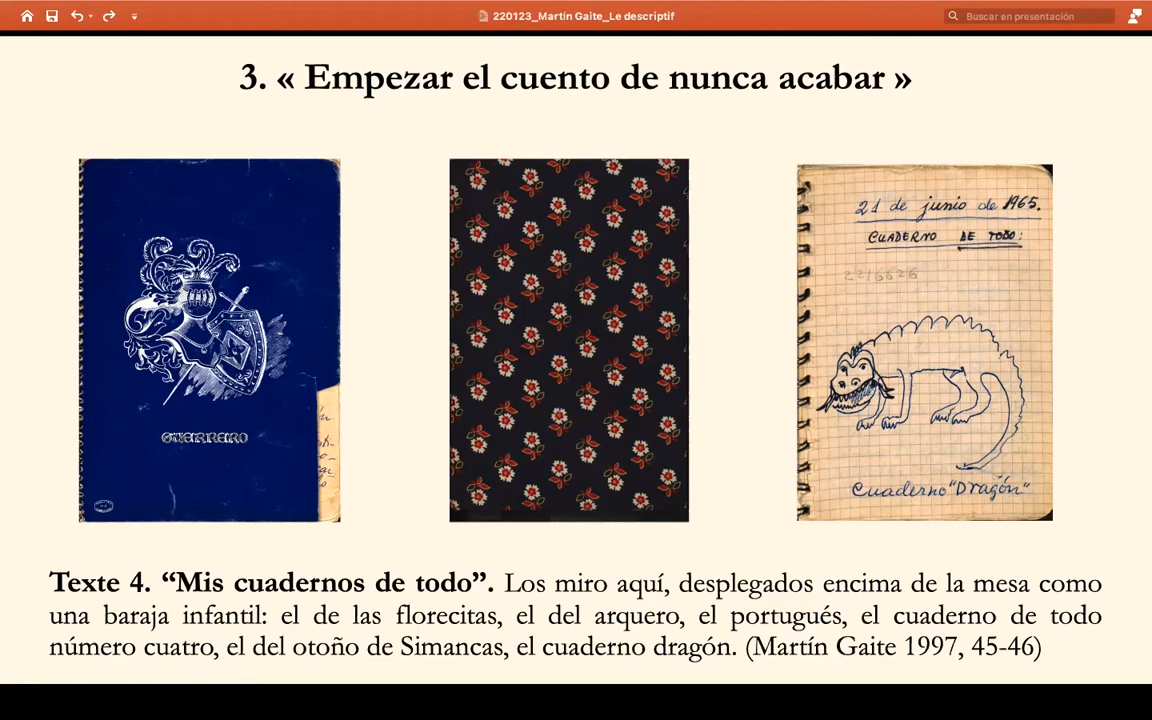 220123_Martín Gaite_Le descriptif
Buscar en presentación
3. « Empezar el cuento de nunca acabar »
GUERRERO
21 de junio de 1965.
CUADERNO DE TODO:
2216626
Cuaderno "Dragón"
Texte 4. “Mis cuadernos de todo”. Los miro aquí, desplegados encima de la mesa como
una baraja infantil: el de las florecitas, el del arquero, el portugués, el cuaderno de todo
número cuatro, el del otoño de Simancas, el cuaderno dragón. (Martín Gaite 1997, 45-46)